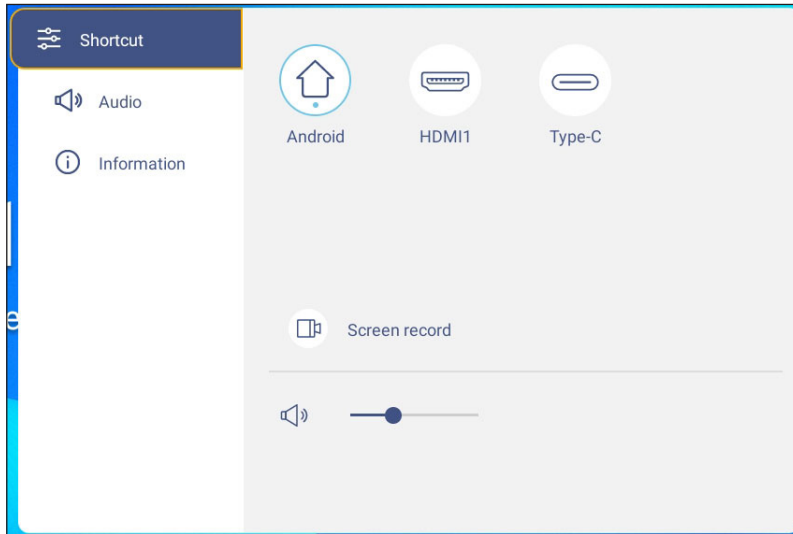 Shortcut
Audio
Information
Android
HDMI1
Type-C
Screen record
e